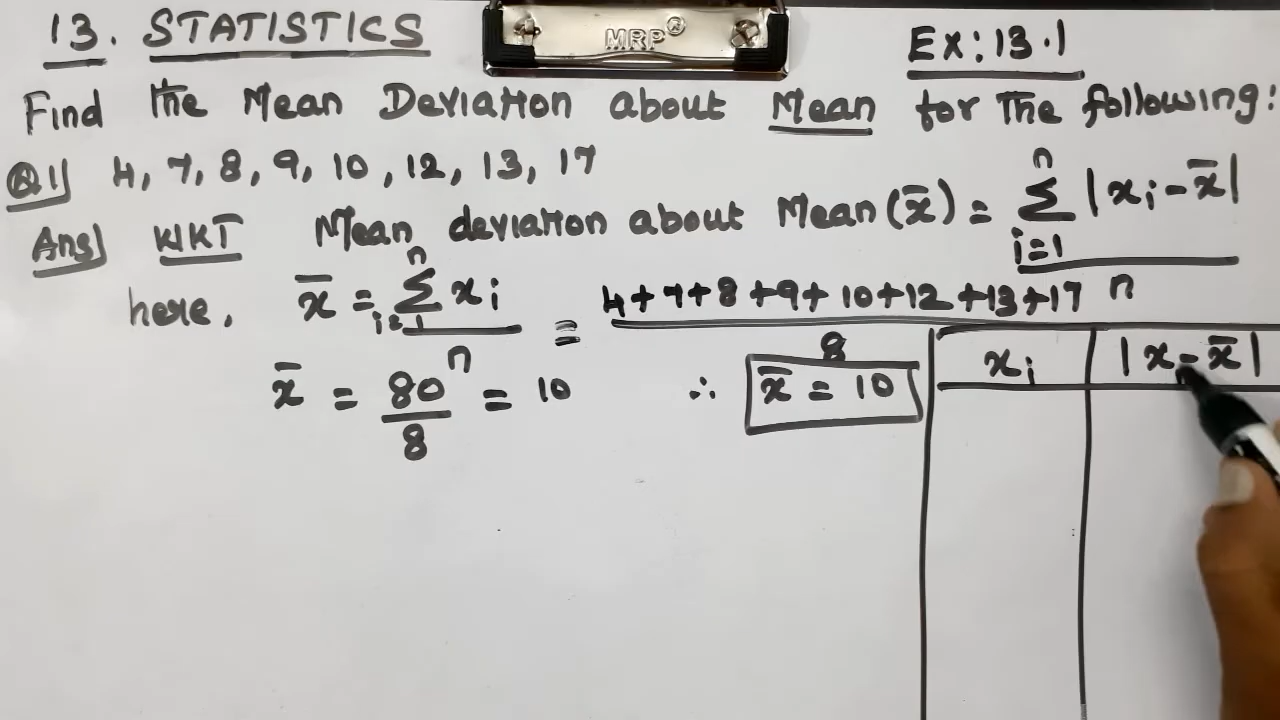 13. STATISTICS
MRP®
Ex: 13.1
Find the Mean Deviation about Mean for the following:
Q1) 4, 7, 8, 9, 10, 12, 13, 17
Ans) WKT Mean deviation about Mean (x̄) = ∑ⁿᵢ₌₁ |xᵢ - x̄| / n
here, x̄ = ∑ⁿᵢ₌₁ xᵢ / n = 4+7+8+9+10+12+13+17 / 8
x̄ = 80/8 = 10 ∴ x̄ = 10
xᵢ |x - x̄|